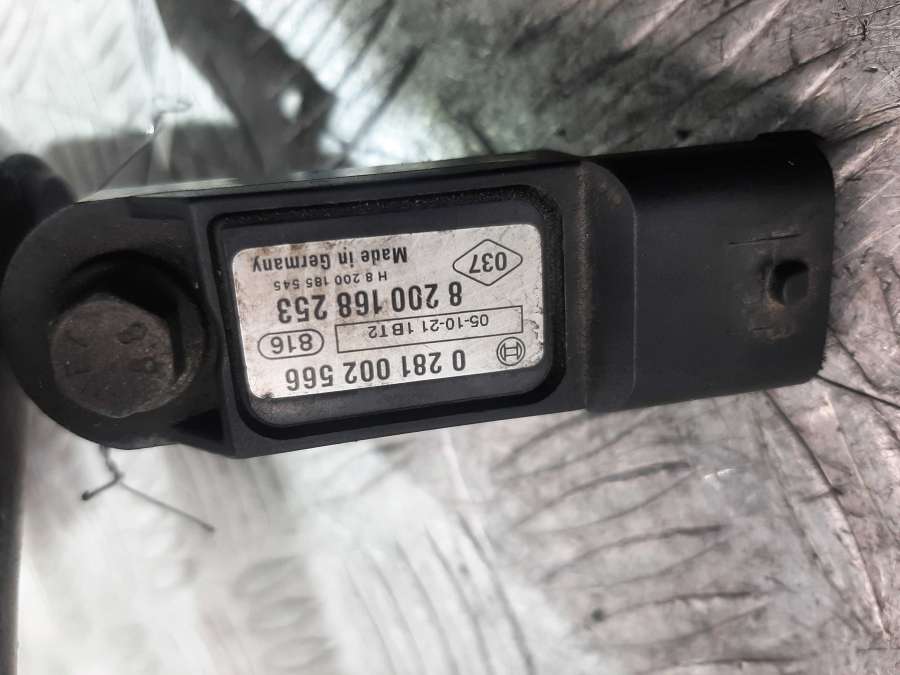 0 281 002 566
05-10-21 1BT2 816
8 200 168 253
H 8 200 185 545
037 Made in Germany